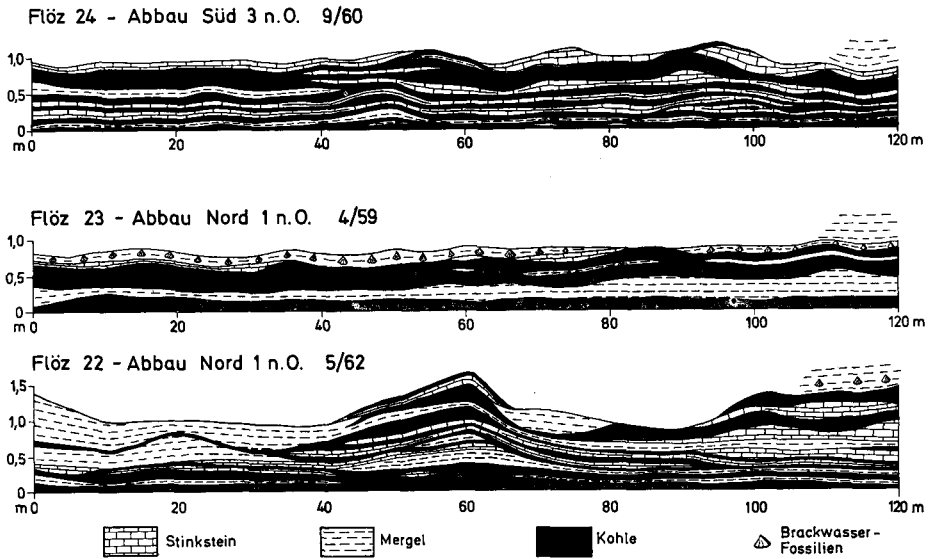 Flöz 24 - Abbau Süd 3 n.O. 9/60
1,0
0,5
0
m 0 20 40 60 80 100 120 m
Flöz 23 - Abbau Nord 1 n.O. 4/59
1,0
0,5
0
m 0 20 40 60 80 100 120 m
Flöz 22 - Abbau Nord 1 n.O. 5/62
1,5
1,0
0,5
0
m 0 20 40 60 80 100 120 m
Stinkstein Mergel Kohle Brackwasser-
Fossilien